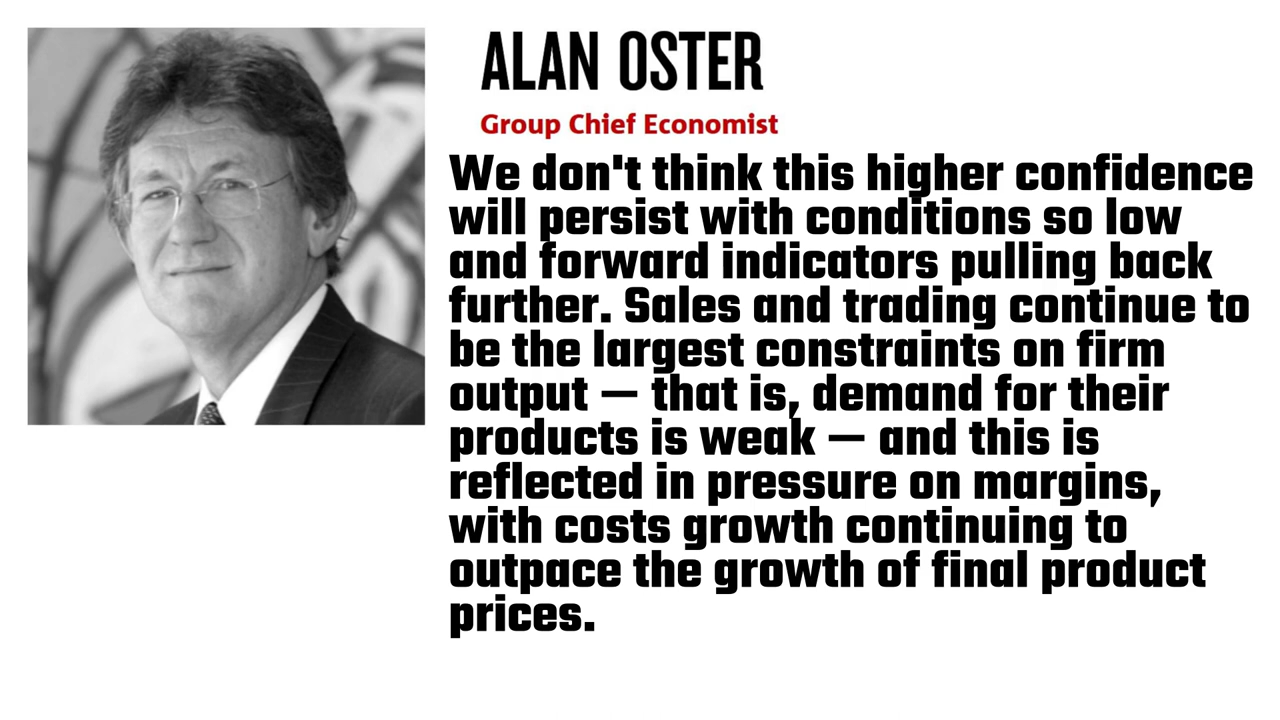 ALAN OSTER
Group Chief Economist
We don't think this higher confidence
will persist with conditions so low
and forward indicators pulling back
further. Sales and trading continue to
be the largest constraints on firm
output — that is, demand for their
products is weak — and this is
reflected in pressure on margins,
with costs growth continuing to
outpace the growth of final product
prices.